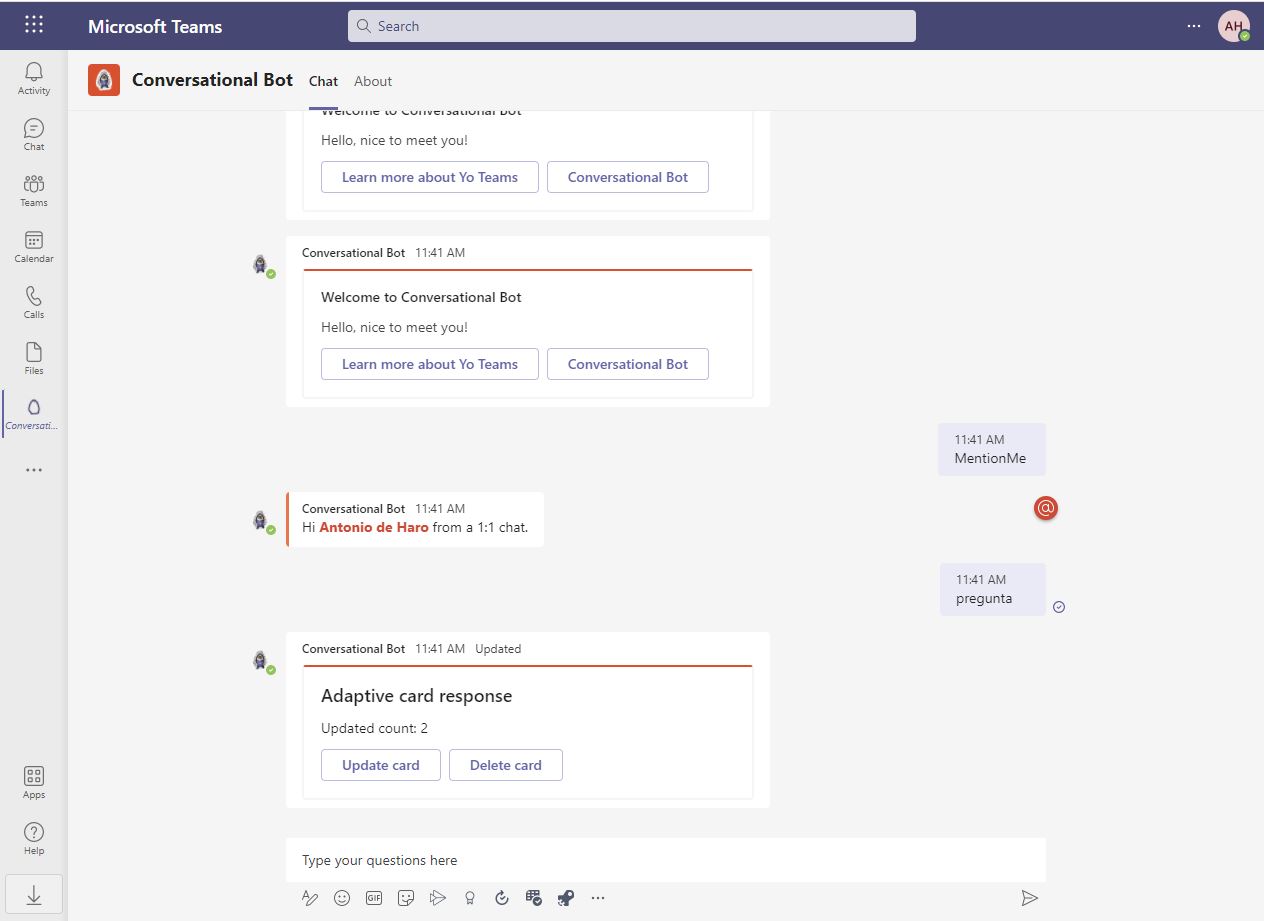 Microsoft Teams
Search
AH
Activity
Chat
Teams
Calendar
Calls
Files
Conversati...
Apps
Help
Conversational Bot
Chat
About
Welcome to Conversational Bot
Hello, nice to meet you!
Learn more about Yo Teams
Conversational Bot
Conversational Bot 11:41 AM
Welcome to Conversational Bot
Hello, nice to meet you!
Learn more about Yo Teams
Conversational Bot
11:41 AM
MentionMe
@
Conversational Bot 11:41 AM
Hi Antonio de Haro from a 1:1 chat.
11:41 AM
pregunta
Conversational Bot 11:41 AM Updated
Adaptive card response
Updated count: 2
Update card
Delete card
Type your questions here
GIF